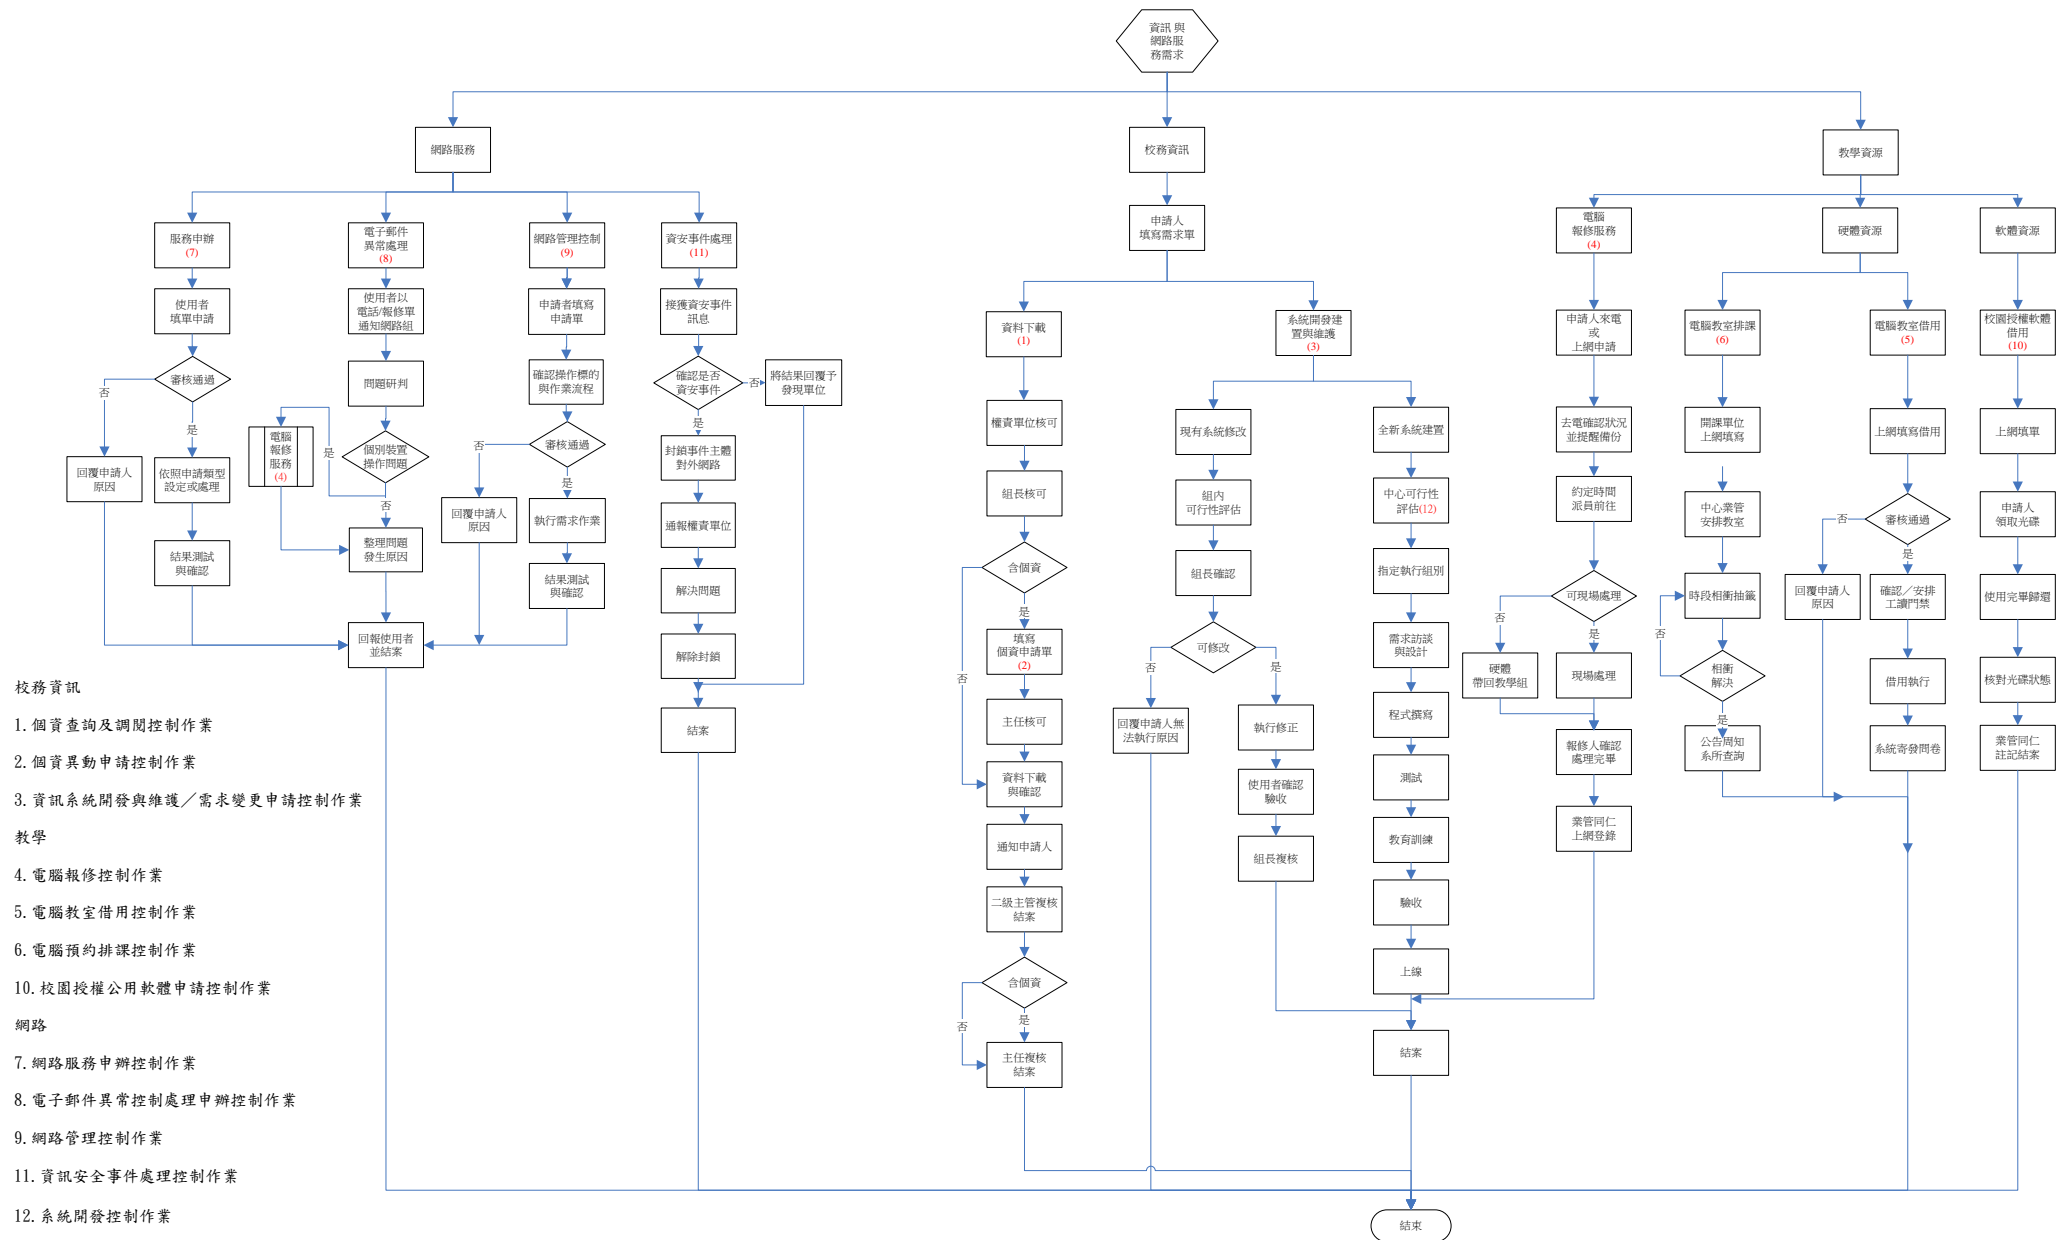 資訊 與
網路服
務需求
網路服務
服務申辦
(7)
使用者
填單申請
審核通過
否
是
回覆申請人
原因
依照申請類型
設定或處理
結果測試
與確認
電子郵件
異常處理
(8)
使用者以
電話/報修單
通知網路組
問題研判
個別裝置
操作問題
是
否
電腦
報修
服務
(4)
整理問題
發生原因
回報使用者
並結案
網路管理控制
(9)
申請者填寫
申請單
確認操作標的
與作業流程
審核通過
否
是
回覆申請人
原因
執行需求作業
結果測試
與確認
資安事件處理
(11)
接獲資安事件
訊息
確認是否
資安事件
否
將結果回覆予
發現單位
是
封鎖事件主體
對外網路
通報權責單位
解決問題
解除封鎖
結案
校務資訊
申請人
填寫需求單
資料下載
(1)
權責單位核可
組長核可
含個資
是
否
填寫
個資申請單
(2)
主任核可
資料下載
與確認
通知申請人
二級主管複核
結案
含個資
否
是
主任複核
結案
系統開發建
置與維護
(3)
現有系統修改
組內
可行性評估
組長確認
可修改
否
是
回覆申請人無
法執行原因
執行修正
使用者確認
驗收
組長複核
全新系統建置
中心可行性
評估(12)
指定執行組別
需求訪談
與設計
程式撰寫
測試
教育訓練
驗收
上線
結案
教學資源
電腦
報修服務
(4)
申請人來電
或
上網申請
去電確認狀況
並提醒備份
約定時間
派員前往
可現場處理
否
是
硬體
帶回教學組
現場處理
報修人確認
處理完畢
業管同仁
上網登錄
硬體資源
電腦教室排課
(6)
開課單位
上網填寫
中心業管
安排教室
時段相衝抽籤
否
相衝
解決
是
公告周知
系所查詢
電腦教室借用
(5)
上網填寫借用
審核通過
否
是
回覆申請人
原因
確認／安排
工讀門禁
借用執行
系統寄發問卷
軟體資源
校園授權軟體
借用
(10)
上網填單
申請人
領取光碟
使用完畢歸還
核對光碟狀態
業管同仁
註記結案
結束
校務資訊
1. 個資查詢及調閱控制作業
2. 個資異動申請控制作業
3. 資訊系統開發與維護／需求變更申請控制作業
教學
4. 電腦報修控制作業
5. 電腦教室借用控制作業
6. 電腦預約排課控制作業
10. 校園授權公用軟體申請控制作業
網路
7. 網路服務申辦控制作業
8. 電子郵件異常控制處理申辦控制作業
9. 網路管理控制作業
11. 資訊安全事件處理控制作業
12. 系統開發控制作業